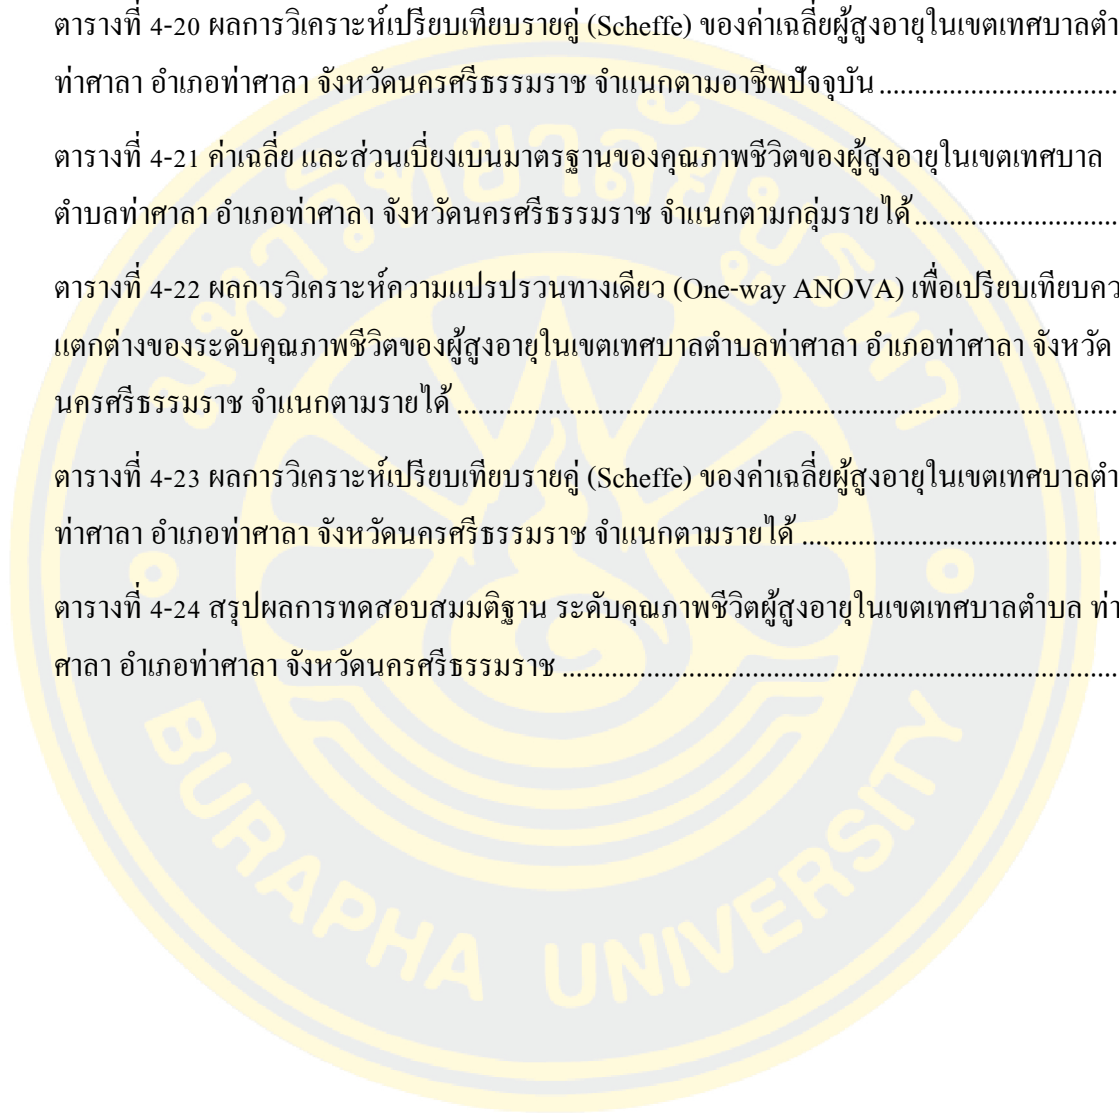 ตารางที่ 4-20 ผลการวิเคราะห์เปรียบเทียบรายคู่ (Scheffe) ของค่าเฉลี่ยผู้สูงอายุในเขตเทศบาลตำ
ท่าศาลา อำเภอท่าศาลา จังหวัดนครศรีธรรมราช จำแนกตามอาชีพปัจจุบัน ..................................
ตารางที่ 4-21 ค่าเฉลี่ย และส่วนเบี่ยงเบนมาตรฐานของคุณภาพชีวิตของผู้สูงอายุในเขตเทศบาล
ตำบลท่าศาลา อำเภอท่าศาลา จังหวัดนครศรีธรรมราช จำแนกตามกลุ่มรายได้.............................
ตารางที่ 4-22 ผลการวิเคราะห์ความแปรปรวนทางเดียว (One-way ANOVA) เพื่อเปรียบเทียบคว
แตกต่างของระดับคุณภาพชีวิตของผู้สูงอายุในเขตเทศบาลตำบลท่าศาลา อำเภอท่าศาลา จังหวัด
นครศรีธรรมราช จำแนกตามรายได้ ............................................................................................
ตารางที่ 4-23 ผลการวิเคราะห์เปรียบเทียบรายคู่ (Scheffe) ของค่าเฉลี่ยผู้สูงอายุในเขตเทศบาลตำ
ท่าศาลา อำเภอท่าศาลา จังหวัดนครศรีธรรมราช จำแนกตามรายได้ .............................................
ตารางที่ 4-24 สรุปผลการทดสอบสมมติฐาน ระดับคุณภาพชีวิตผู้สูงอายุในเขตเทศบาลตำบล ท่า
ศาลา อำเภอท่าศาลา จังหวัดนครศรีธรรมราช ..............................................................................
มหาวิทยาลัยบูรพา
BURAPHA UNIVERSITY